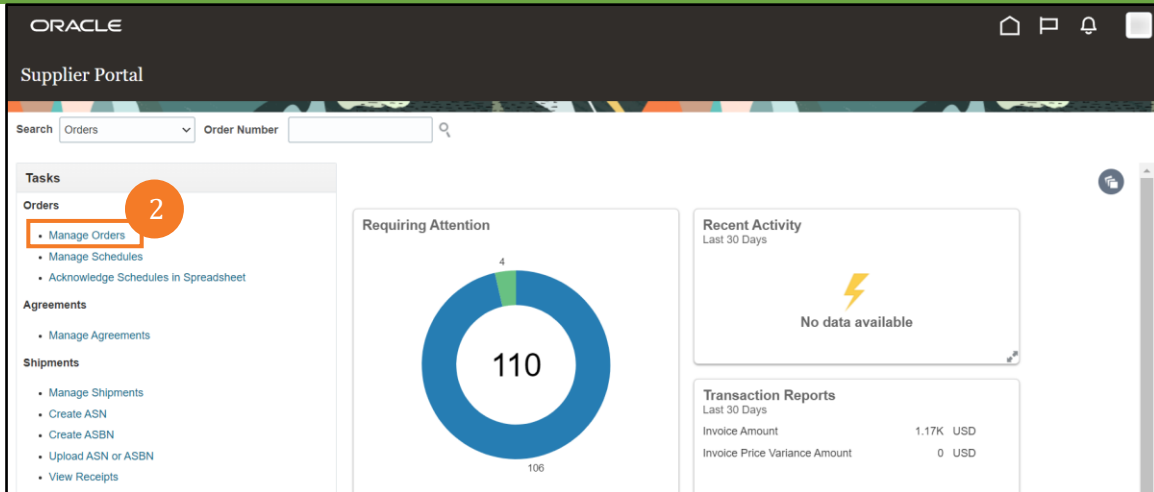 ORACLE
Supplier Portal
Search Orders Order Number
Tasks
Orders
2
• Manage Orders
• Manage Schedules
• Acknowledge Schedules in Spreadsheet
Agreements
• Manage Agreements
Shipments
• Manage Shipments
• Create ASN
• Create ASBN
• Upload ASN or ASBN
• View Receipts
Requiring Attention
4
110
106
Recent Activity
Last 30 Days
No data available
Transaction Reports
Last 30 Days
Invoice Amount 1.17K USD
Invoice Price Variance Amount 0 USD